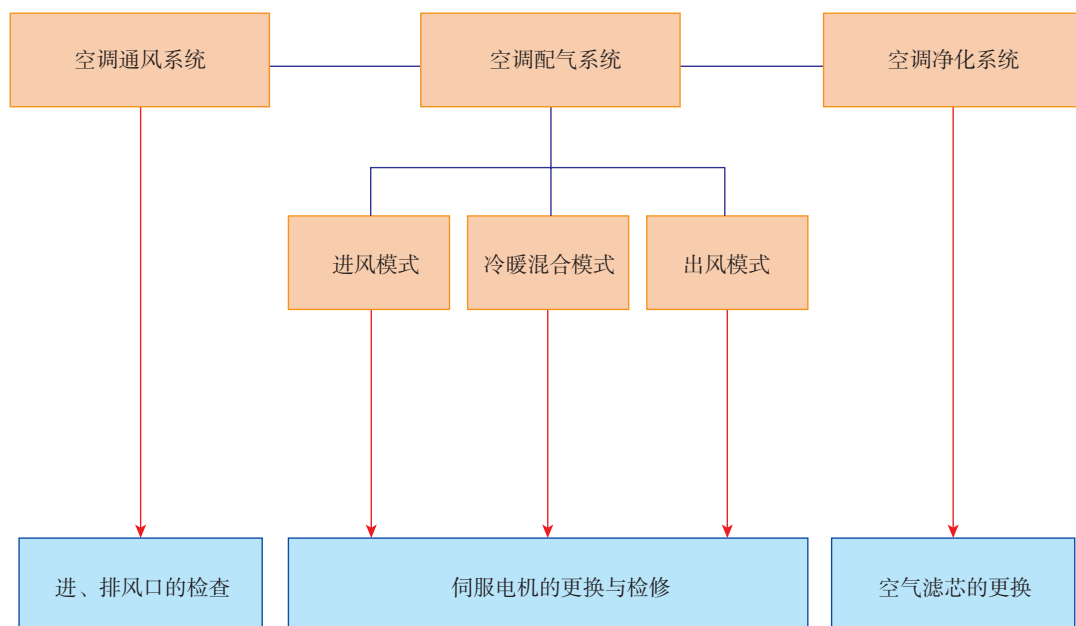 空调通风系统
空调配气系统
空调净化系统
进风模式
冷暖混合模式
出风模式
进、排风口的检查
伺服电机的更换与检修
空气滤芯的更换